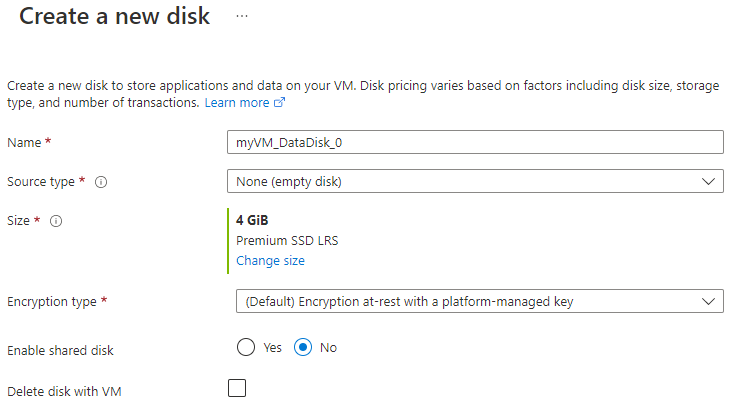 Create a new disk ...
Create a new disk to store applications and data on your VM. Disk pricing varies based on factors including disk size, storage
type, and number of transactions. Learn more
Name *
myVM_DataDisk_0
Source type *
None (empty disk)
Size *
4 GiB
Premium SSD LRS
Change size
Encryption type *
(Default) Encryption at-rest with a platform-managed key
Enable shared disk
Yes No
Delete disk with VM